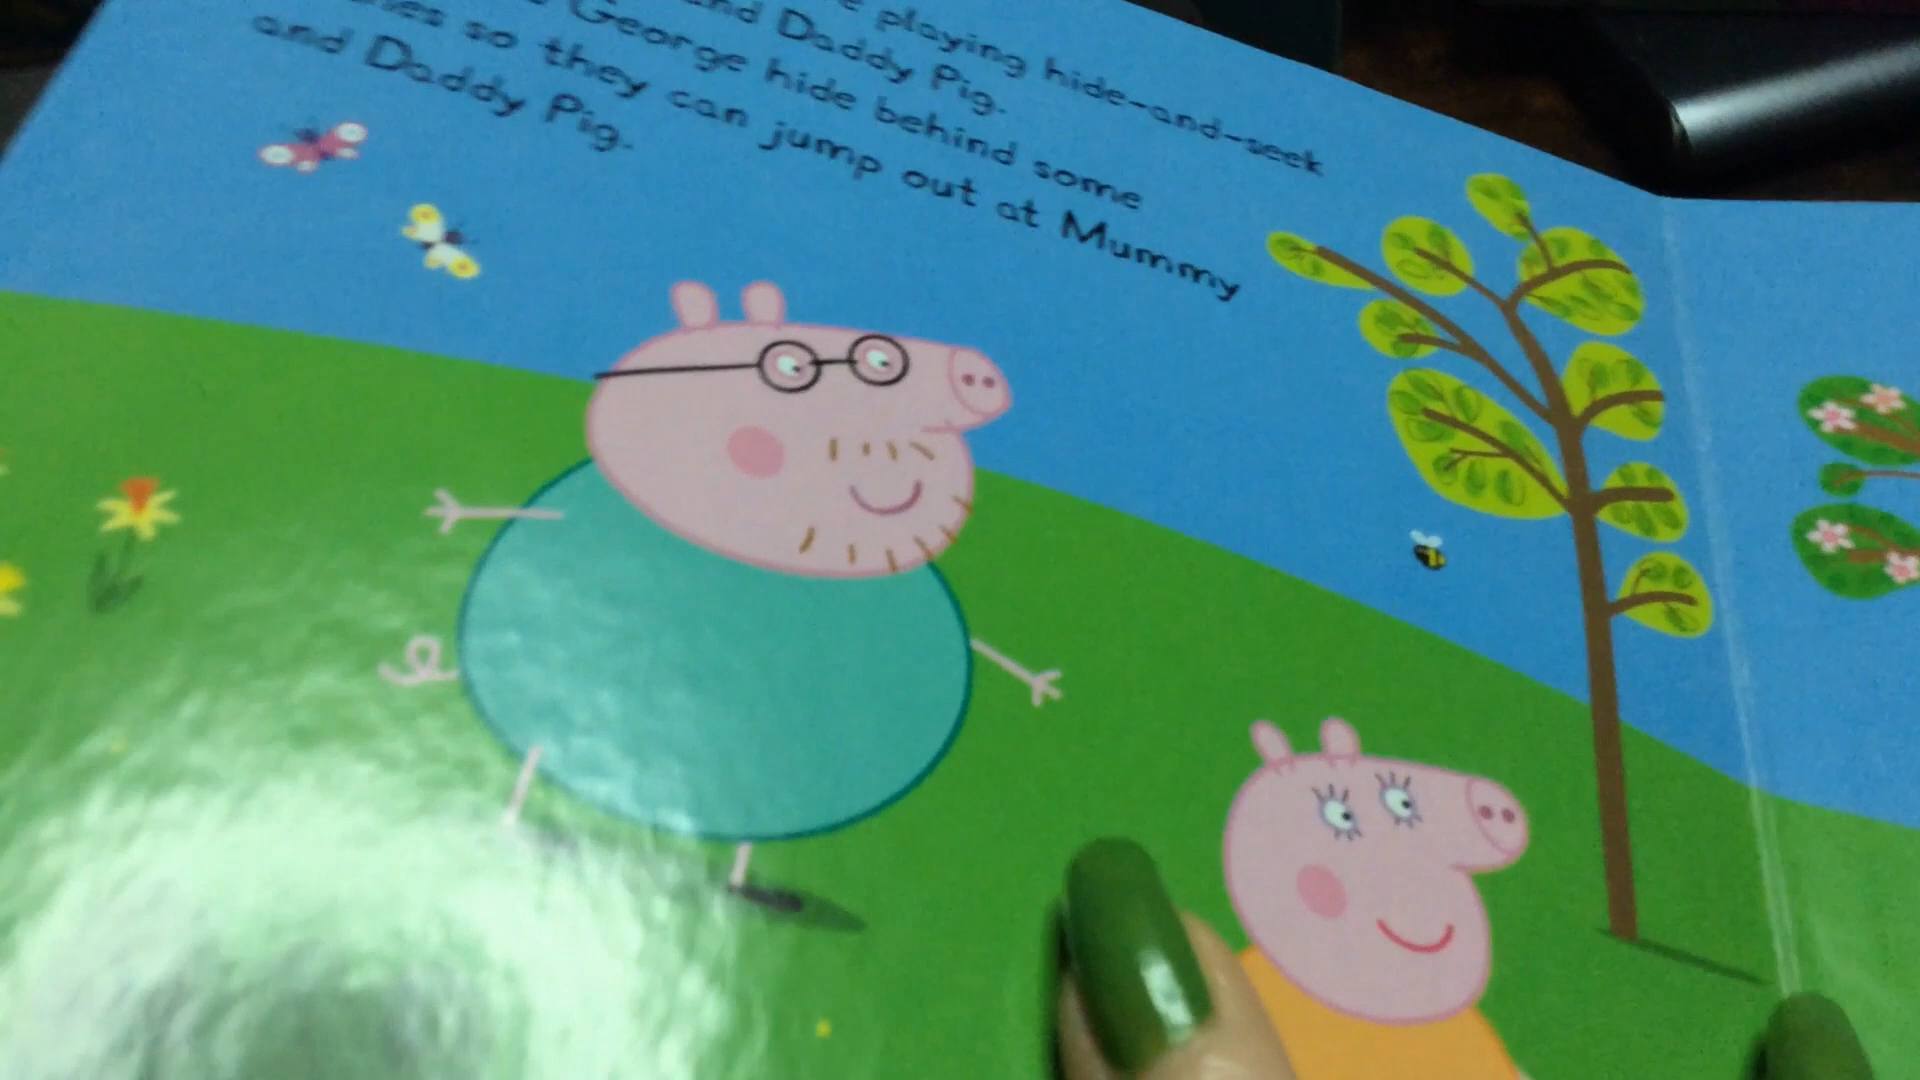 playing hide-and-seek
and Daddy Pig.
George hide behind some
so they can jump out at Mummy
and Daddy Pig.